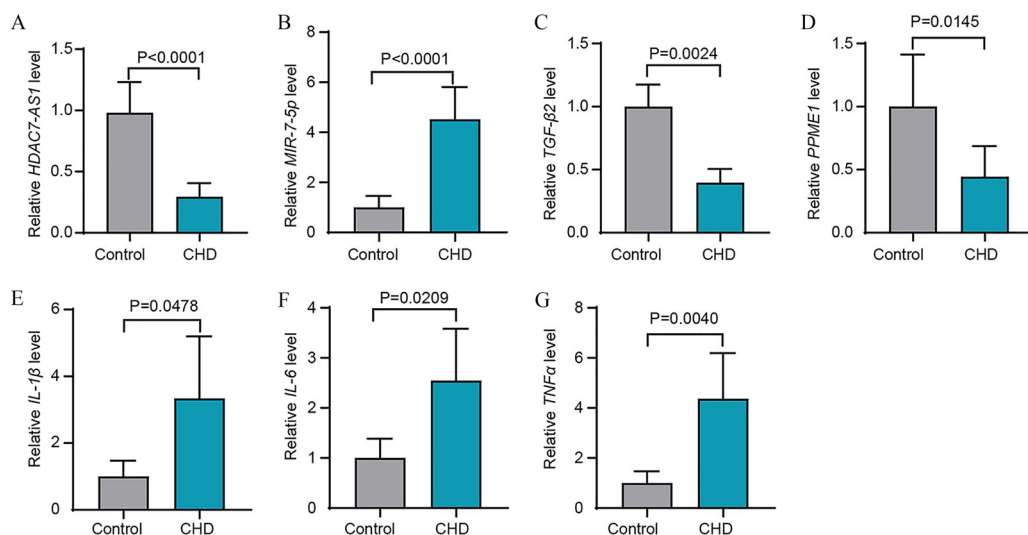 A
Relative HDAC7-AS1 level
1.5
1.0
0.5
0.0
P<0.0001
Control
CHD
B
Relative MIR-7-5p level
8
6
4
2
0
P<0.0001
Control
CHD
C
Relative TGF-β2 level
1.5
1.0
0.5
0.0
P=0.0024
Control
CHD
D
Relative PPME1 level
1.5
1.0
0.5
0.0
P=0.0145
Control
CHD
E
Relative IL-1β level
6
4
2
0
P=0.0478
Control
CHD
F
Relative IL-6 level
4
3
2
1
0
P=0.0209
Control
CHD
G
Relative TNFα level
8
6
4
2
0
P=0.0040
Control
CHD